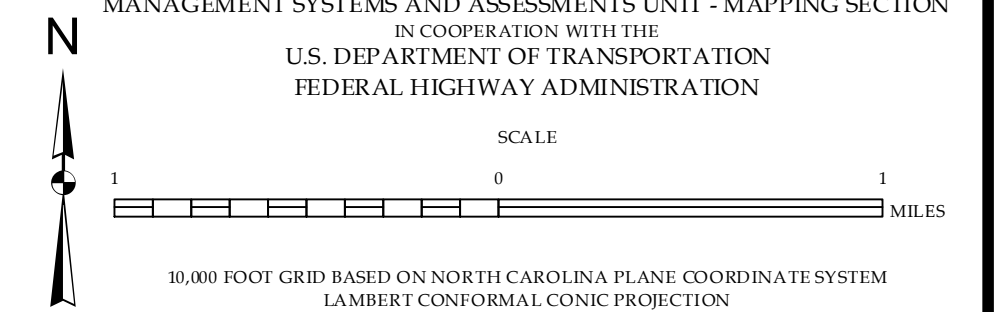 MANAGEMENT SYSTEMS AND ASSESSMENTS UNIT - MAPPING SECTION
N
IN COOPERATION WITH THE
U.S. DEPARTMENT OF TRANSPORTATION
FEDERAL HIGHWAY ADMINISTRATION
SCALE
1 0 1
MILES
10,000 FOOT GRID BASED ON NORTH CAROLINA PLANE COORDINATE SYSTEM
LAMBERT CONFORMAL CONIC PROJECTION